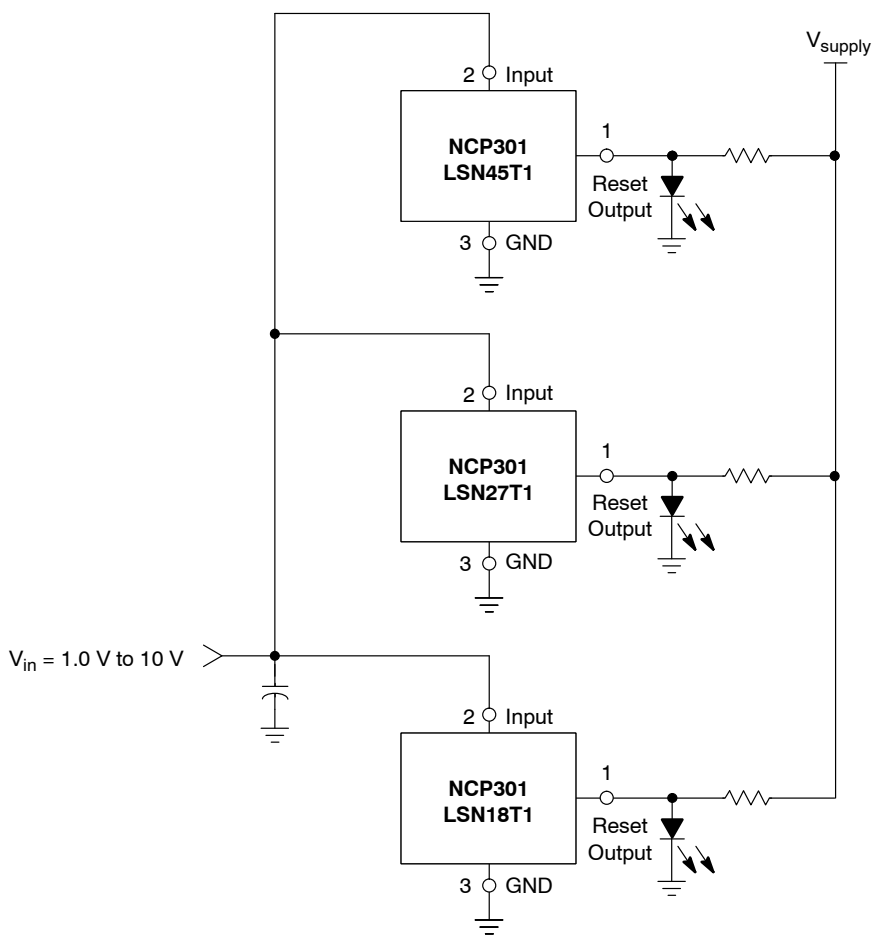 V_supply
2 Input
NCP301
LSN45T1
1
Reset
Output
3 GND
2 Input
NCP301
LSN27T1
1
Reset
Output
3 GND
V_in = 1.0 V to 10 V
2 Input
NCP301
LSN18T1
1
Reset
Output
3 GND